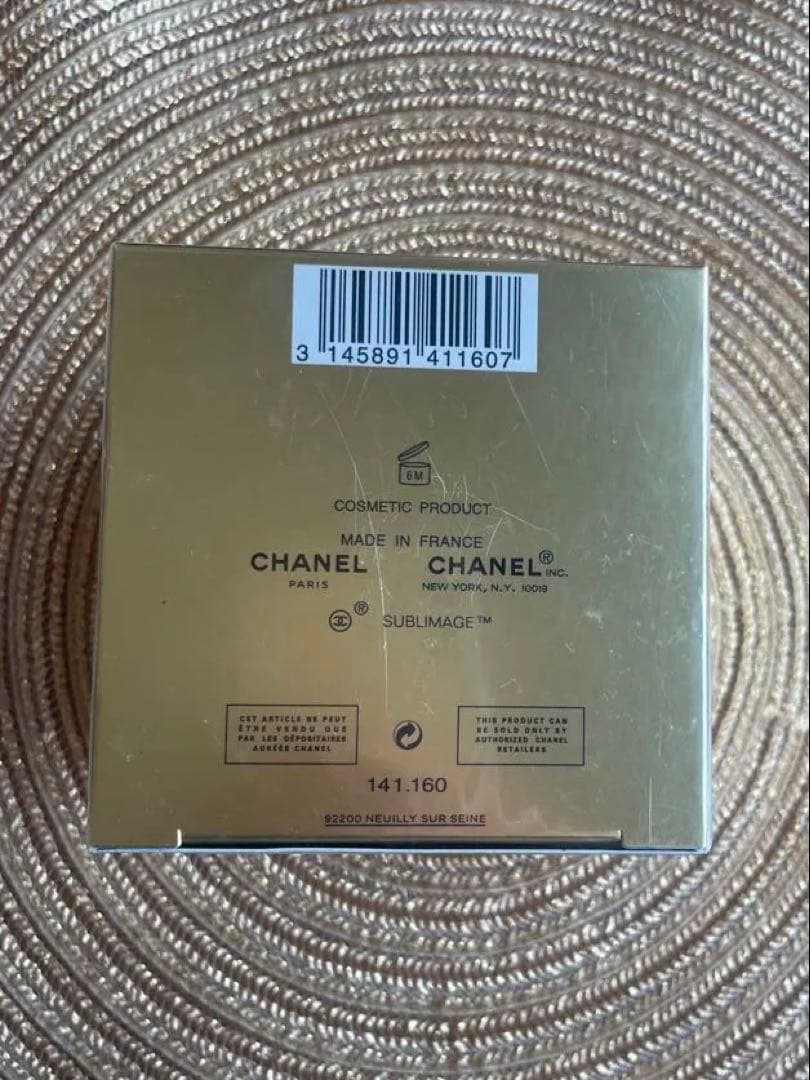 3 145891 411607
6M
COSMETIC PRODUCT
MADE IN FRANCE
CHANEL CHANEL® INC.
PARIS NEW YORK, N.Y. 10019
® SUBLIMAGE™
CET ARTICLE NE PEUT
ÊTRE VENDU QUE
PAR LES DÉPOSITAIRES
AGRÉÉS CHANEL
THIS PRODUCT CAN
BE SOLD ONLY BY
AUTHORIZED CHANEL
RETAILERS
141.160
92200 NEUILLY SUR SEINE